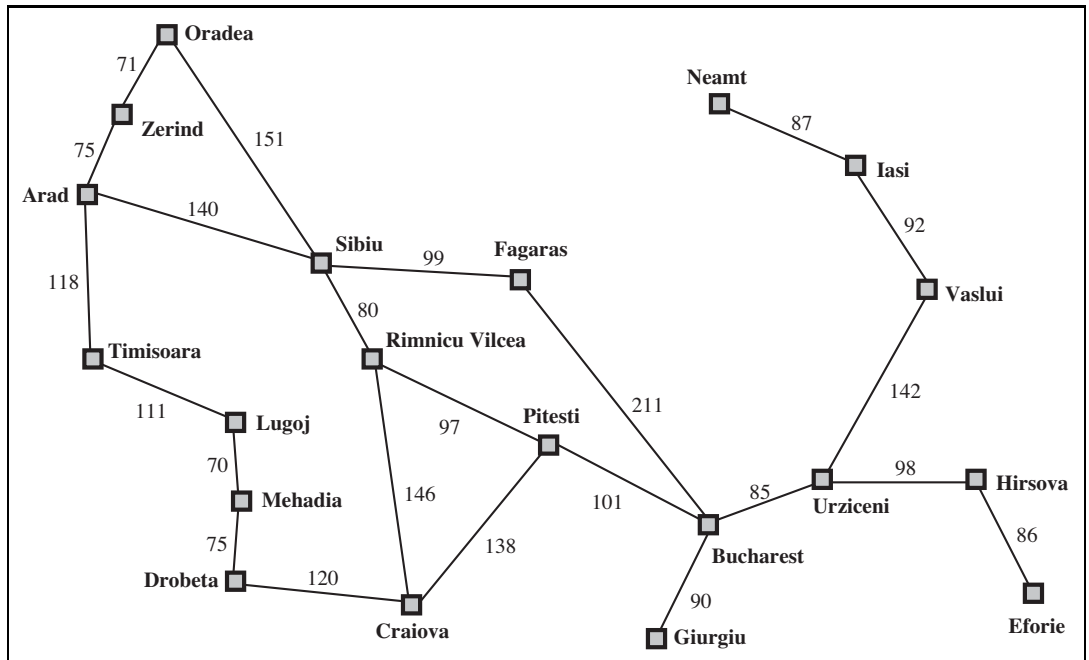 Oradea
71
Neamt
87
Zerind
151
75
Iasi
Arad
140
92
Sibiu
Fagaras
99
118
80
Vaslui
Rimnicu Vilcea
Timisoara
142
111
211
Pitesti
Lugoj
97
70
98
Hirsova
146
85
Mehadia
101
Urziceni
86
75
138
Bucharest
Drobeta
120
90
Craiova
Giurgiu
Eforie